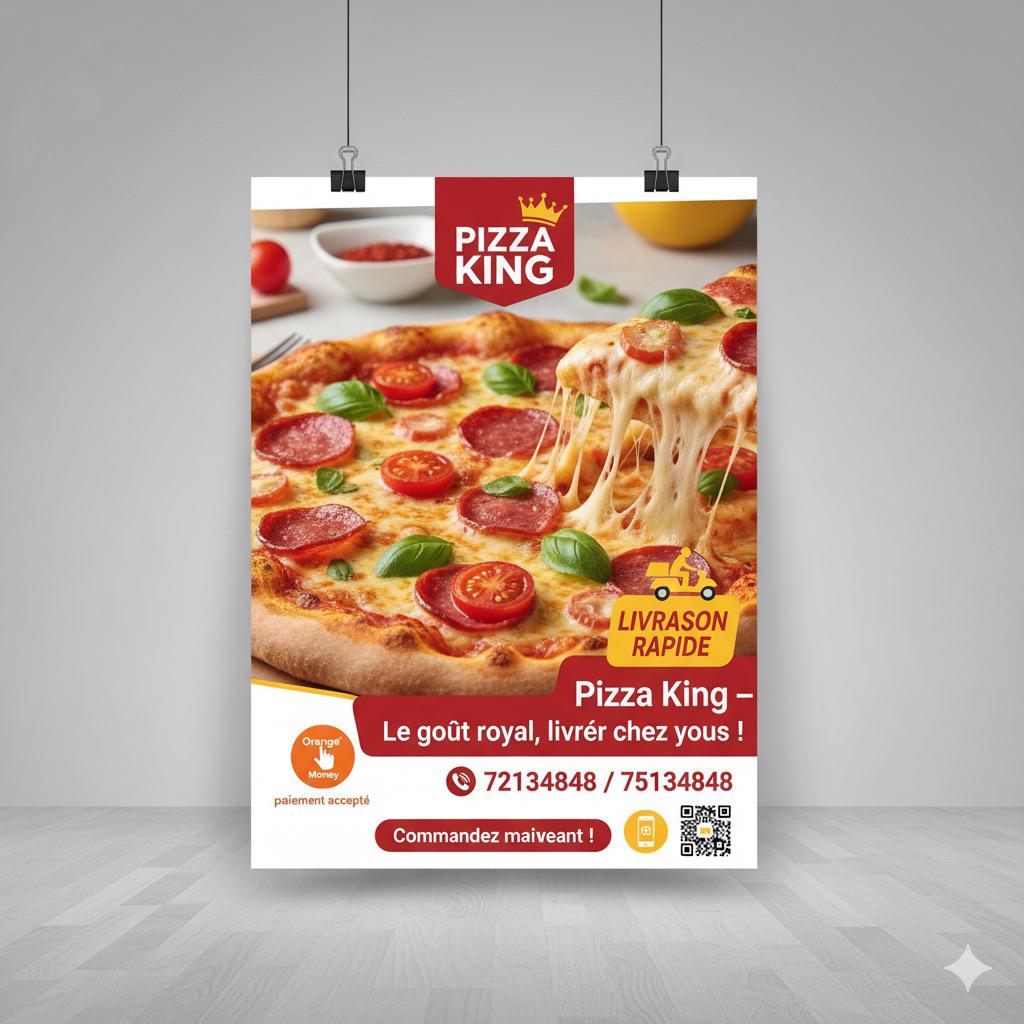 PIZZA
KING
LIVRASON
RAPIDE
Pizza King –
Le goût royal, livrér chez yous !
Orange
Money
paiement accepté
72134848 / 75134848
Commandez maiveant !